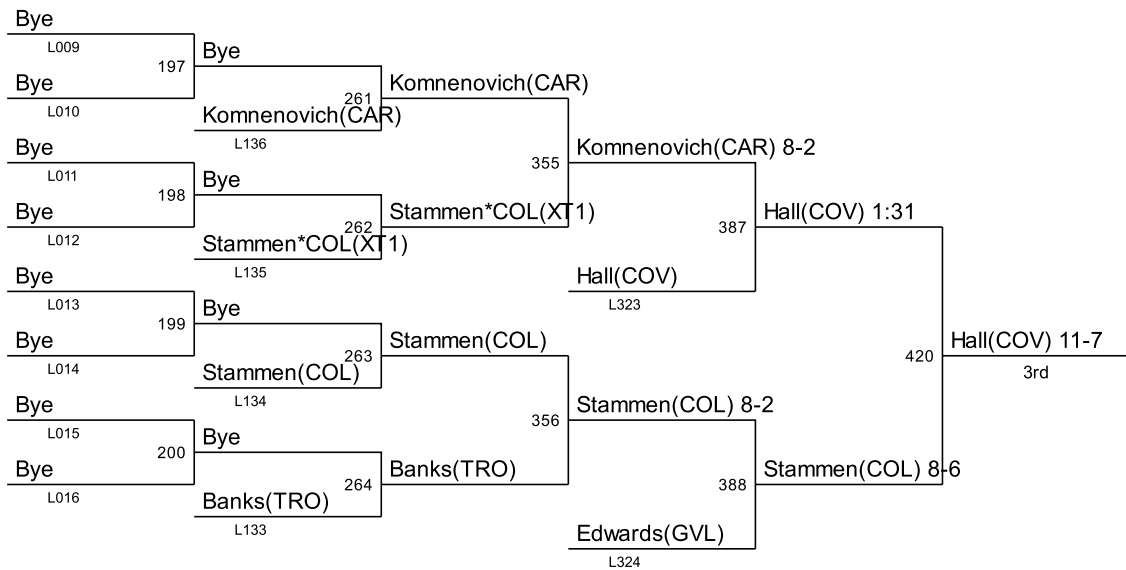 Bye
L009
197
Bye
L010
Bye
261
Komnenovich(CAR)
L136
Komnenovich(CAR)
Bye
L011
198
Bye
L012
Bye
262
Stammen*COL(XT1)
L135
Stammen*COL(XT1)
355
Komnenovich(CAR) 8-2
387
Hall(COV)
L323
Hall(COV) 1:31
Bye
L013
199
Bye
L014
Bye
263
Stammen(COL)
L134
Stammen(COL)
Bye
L015
200
Bye
L016
Bye
264
Banks(TRO)
L133
Banks(TRO)
356
Stammen(COL) 8-2
388
Edwards(GVL)
L324
Stammen(COL) 8-6
420
Hall(COV) 11-7
3rd